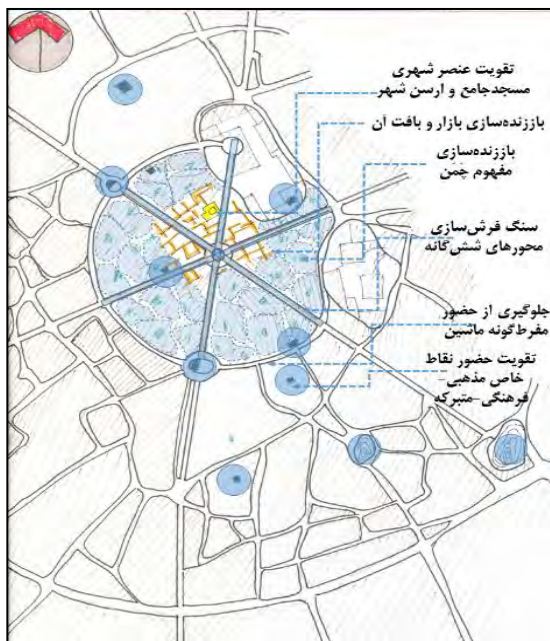 تقویت عنصر شهری
مسجدجامع و ارسن شهر
باززنده‌سازی بازار و بافت آن
باززنده‌سازی
مفهوم چمن
سنگ فرش‌سازی
محورهای شش‌گانه
جلوگیری از حضور
مفرط‌گونه ماشین
تقویت حضور نقاط
خاص مذهبی-
فرهنگی-متبرکه